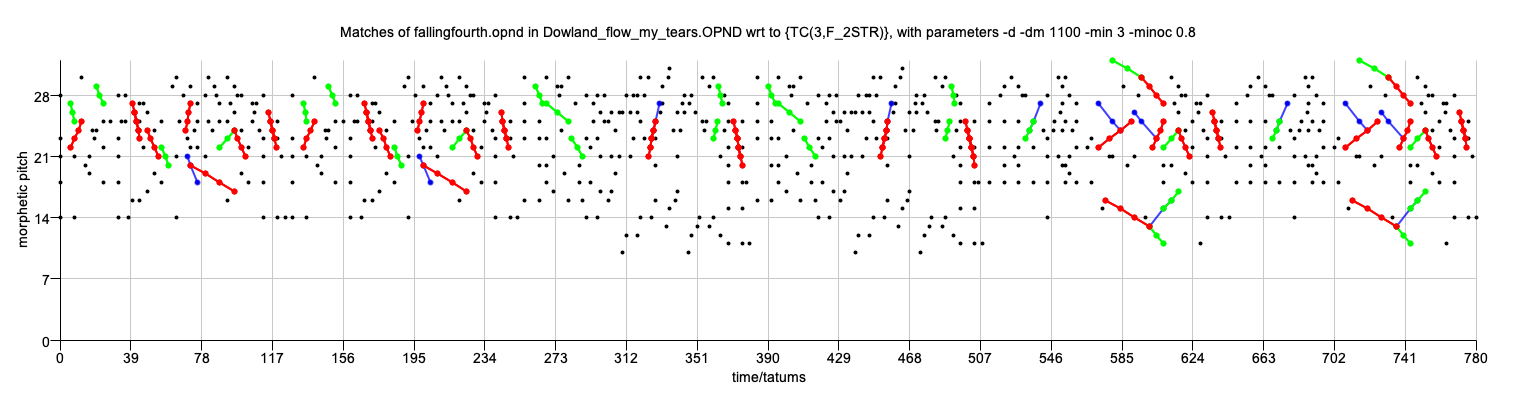 Matches of fallingfourth.opnd in Dowland_flow_my_tears.OPND wrt to {TC(3,F_2STR)}, with parameters -d -dm 1100 -min 3 -minoc 0.8
morphetic pitch
28
21
14
7
0
0 39 78 117 156 195 234 273 312 351 390 429 468 507 546 585 624 663 702 741 780
time/tatums